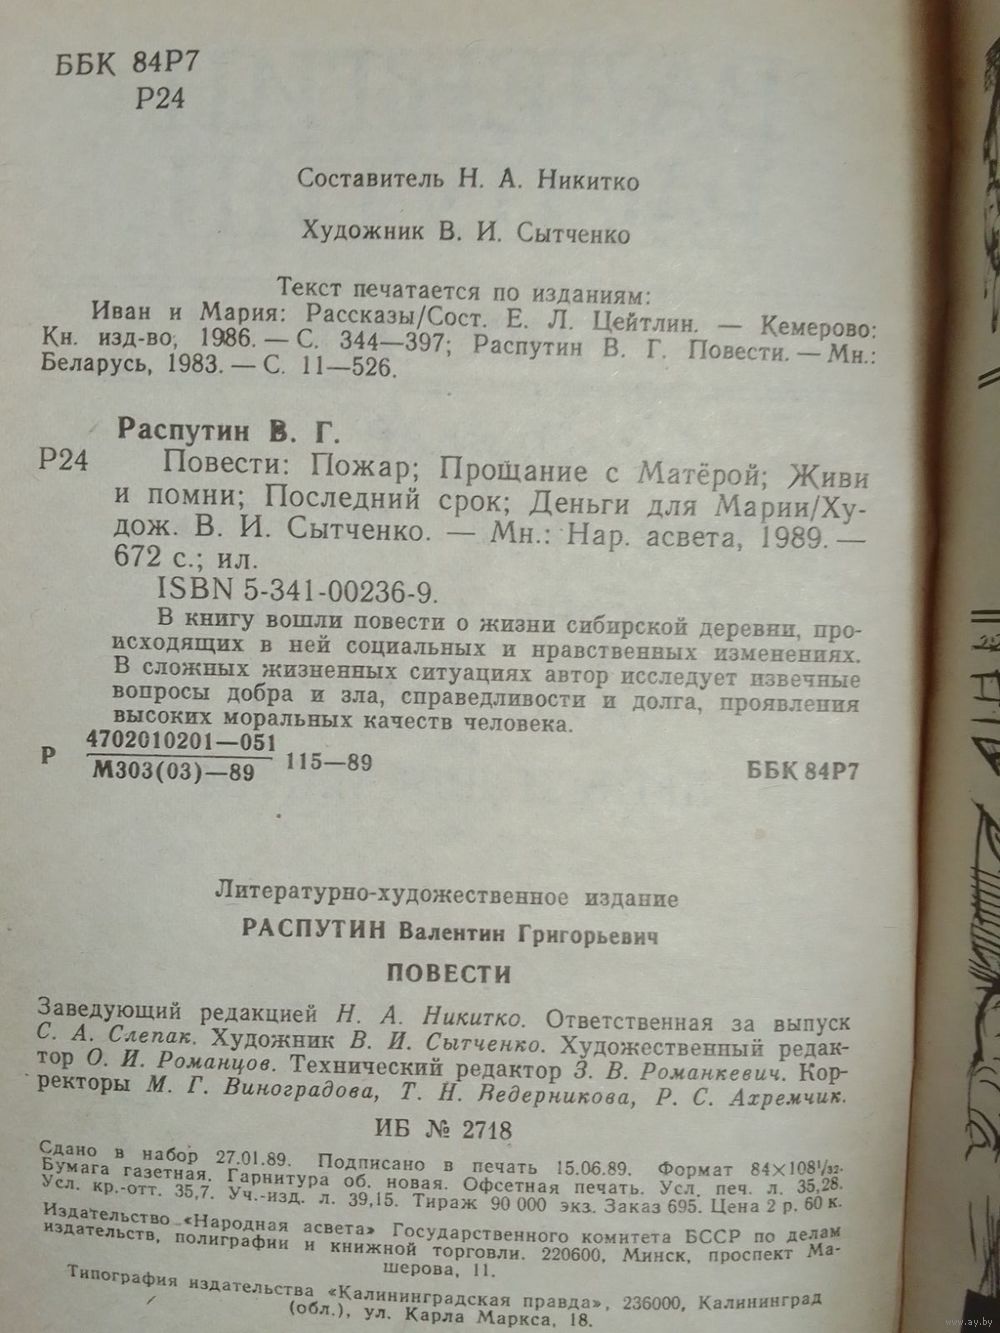 ББК 84Р7
Р24
Составитель Н. А. Никитко
Художник В. И. Сытченко
Текст печатается по изданиям:
Иван и Мария: Рассказы/Сост. Е. Л. Цейтлин. — Кемерово:
Кн. изд-во, 1986. — С. 344—397; Распутин В. Г. Повести. — Мн.:
Беларусь, 1983. — С. 11—526.
Распутин В. Г.
Р24 Повести: Пожар; Прощание с Матёрой; Живи
и помни; Последний срок; Деньги для Марии/Ху-
дож. В. И. Сытченко. — Мн.: Нар. асвета, 1989. —
672 с.; ил.
ISBN 5-341-00236-9.
В книгу вошли повести о жизни сибирской деревни, про-
исходящих в ней социальных и нравственных изменениях.
В сложных жизненных ситуациях автор исследует извечные
вопросы добра и зла, справедливости и долга, проявления
высоких моральных качеств человека.
Р 4702010201—051
М303(03)—89 115—89
ББК 84Р7
Литературно-художественное издание
РАСПУТИН Валентин Григорьевич
ПОВЕСТИ
Заведующий редакцией Н. А. Никитко. Ответственная за выпуск
С. А. Слепак. Художник В. И. Сытченко. Художественный редак-
тор О. И. Романцов. Технический редактор З. В. Романкевич. Кор-
ректоры М. Г. Виноградова, Т. Н. Ведерникова, Р. С. Ахремчик.
ИБ № 2718
Сдано в набор 27.01.89. Подписано в печать 15.06.89. Формат 84×108¹/₃₂.
Бумага газетная. Гарнитура об. новая. Офсетная печать. Усл. печ. л. 35,28.
Усл. кр.-отт. 35,7. Уч.-изд. л. 39,15. Тираж 90 000 экз. Заказ 695. Цена 2 р. 60 к.
Издательство «Народная асвета» Государственного комитета БССР по делам
издательств, полиграфии и книжной торговли. 220600, Минск, проспект Ма-
шерова, 11.
Типография издательства «Калининградская правда», 236000, Калининград
(обл.), ул. Карла Маркса, 18.
www.ay.by